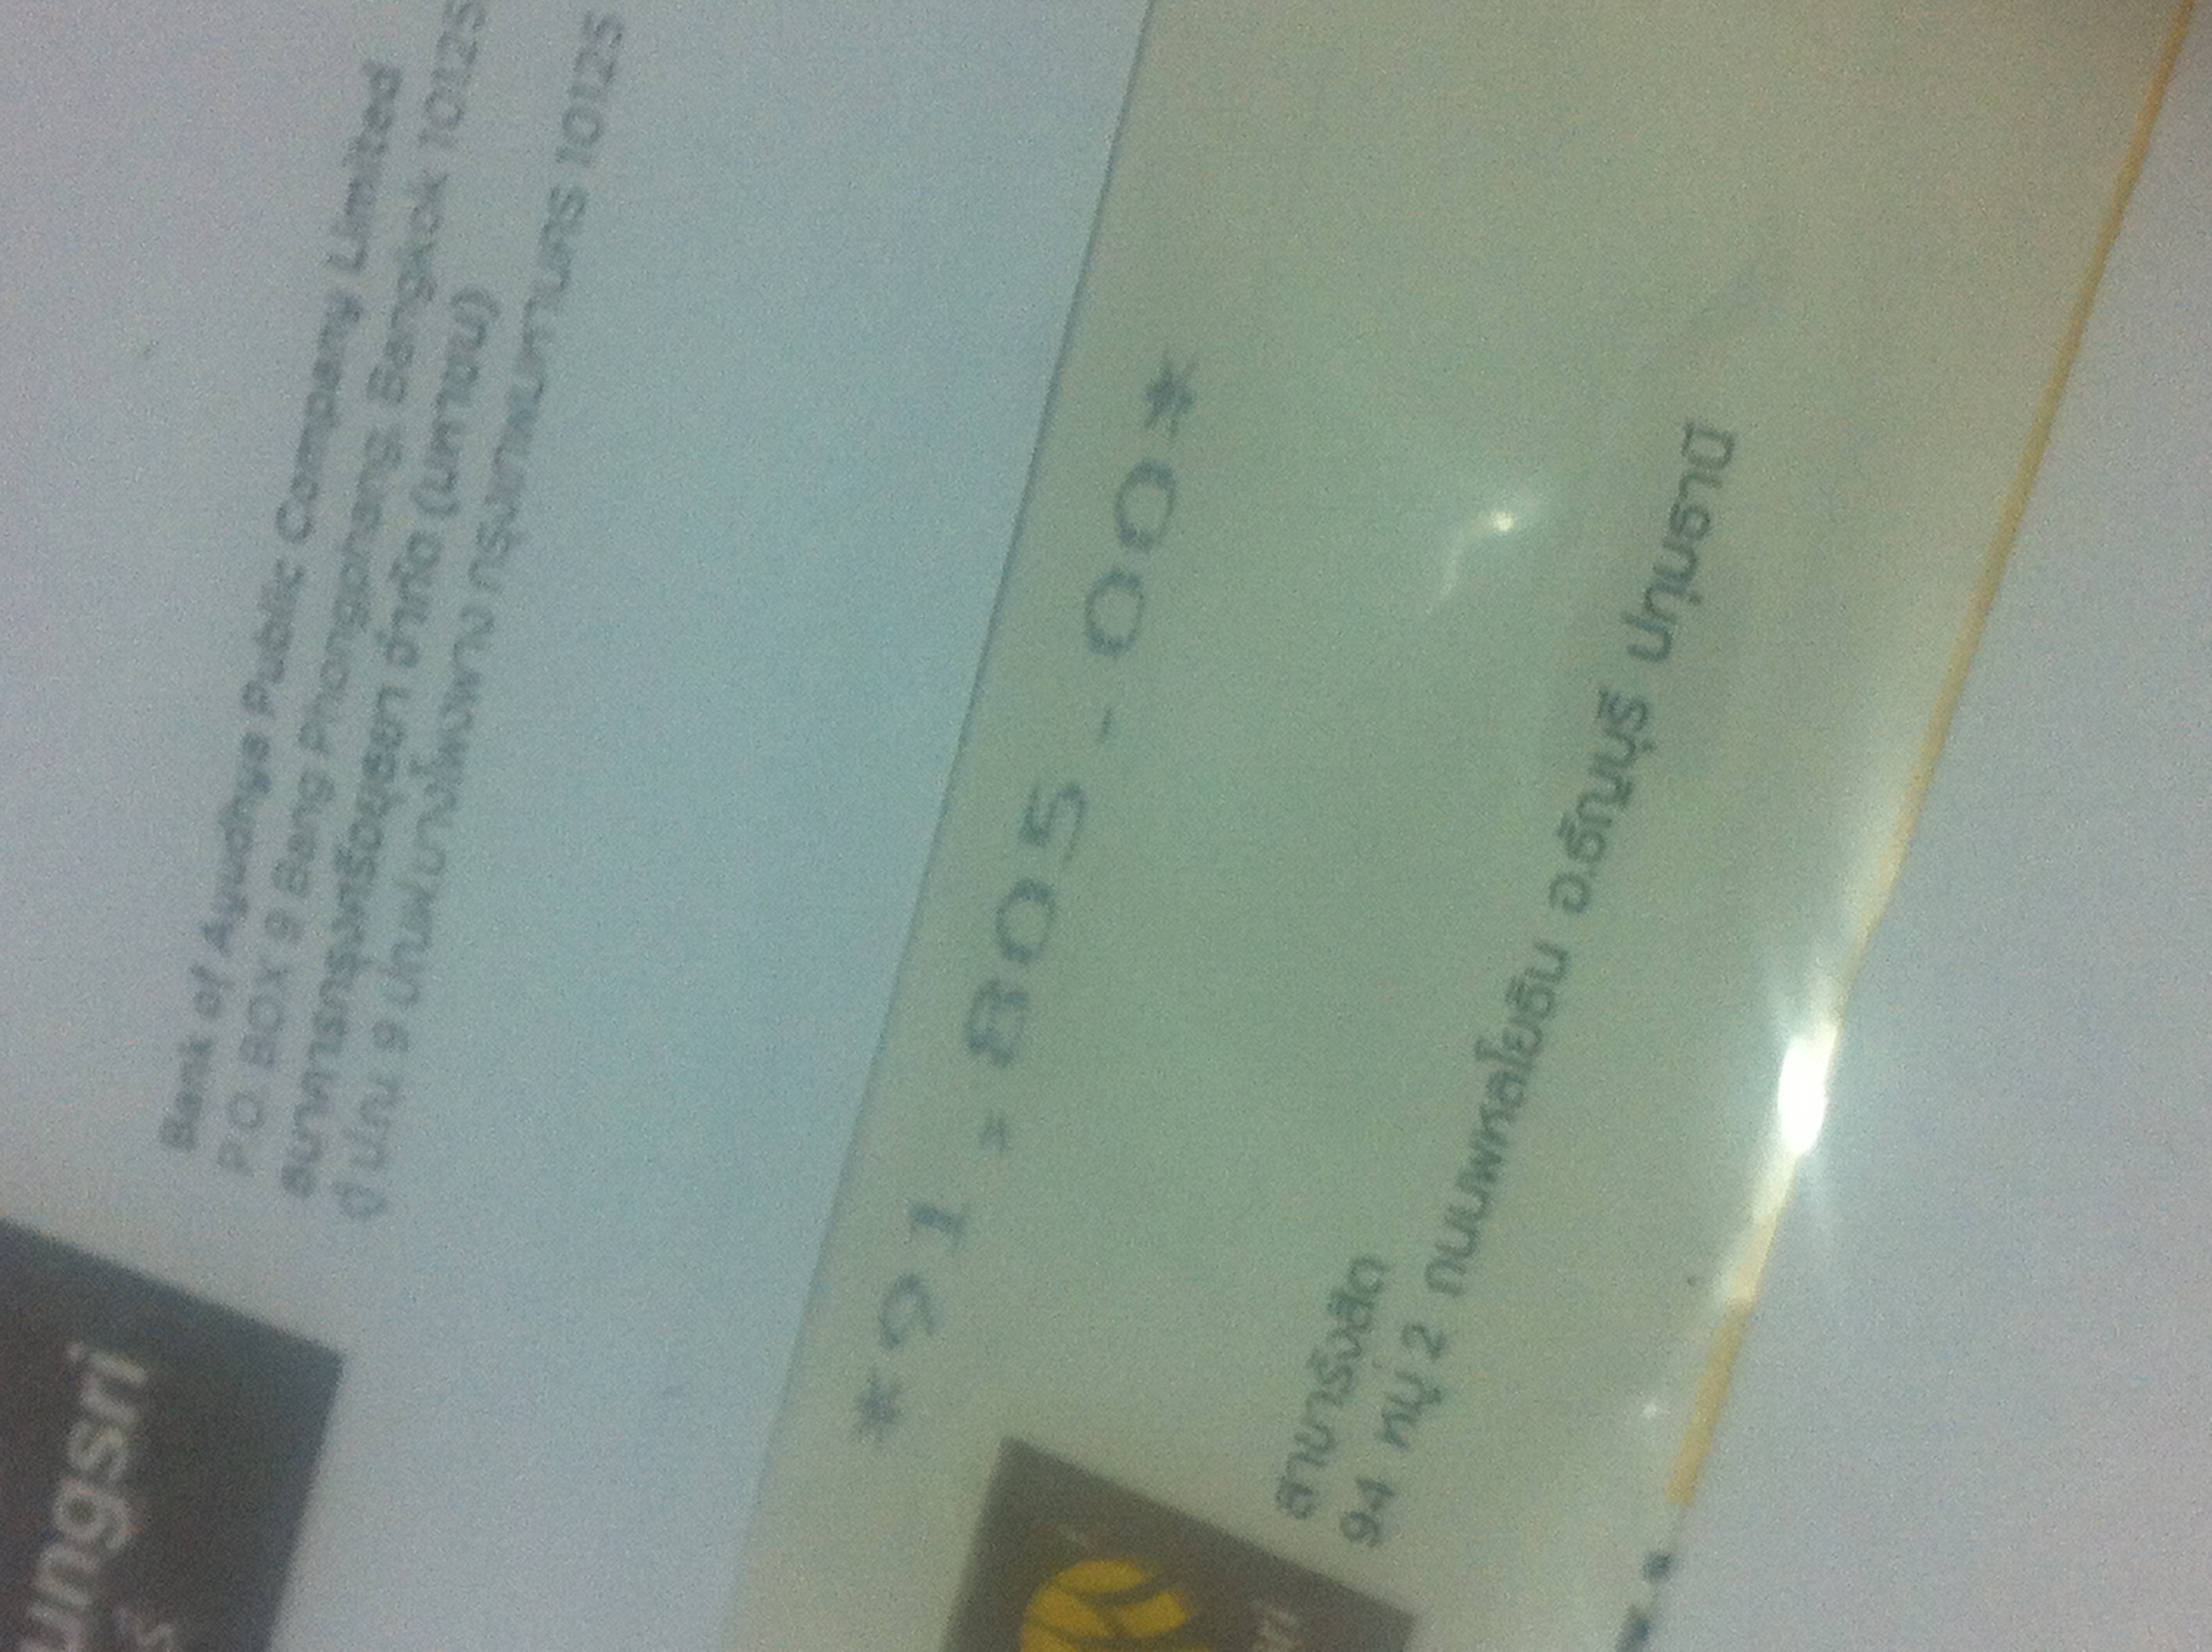 Bank of Ayudhya Public Company Limited
P.O. BOX 9 Bang Phongphang, Bangkok 10125
ธนาคารกรุงศรีอยุธยา จำกัด (มหาชน)
ตู้ ปณ. 9 ปณฝ.บางโพงพาง กรุงเทพมหานคร 10125
ungsri
*91 = 805 - 00*
สาขารังสิต
94 หมู่ 2 ถนนพหลโยธิน อ.ธัญบุรี ปทุมธานี